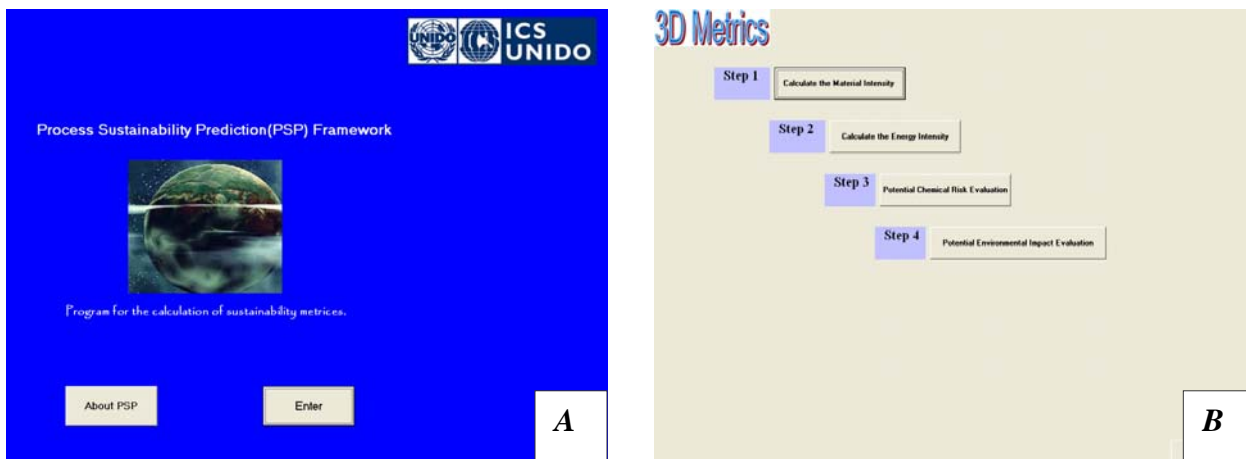 UNIDO
ICS
UNIDO
Process Sustainability Prediction(PSP) Framework
Program for the calculation of sustainability metrices.
About PSP
Enter
A
3D Metrics
Step 1
Calculate the Material Intensity
Step 2
Calculate the Energy Intensity
Step 3
Potential Chemical Risk Evaluation
Step 4
Potential Environmental Impact Evaluation
B